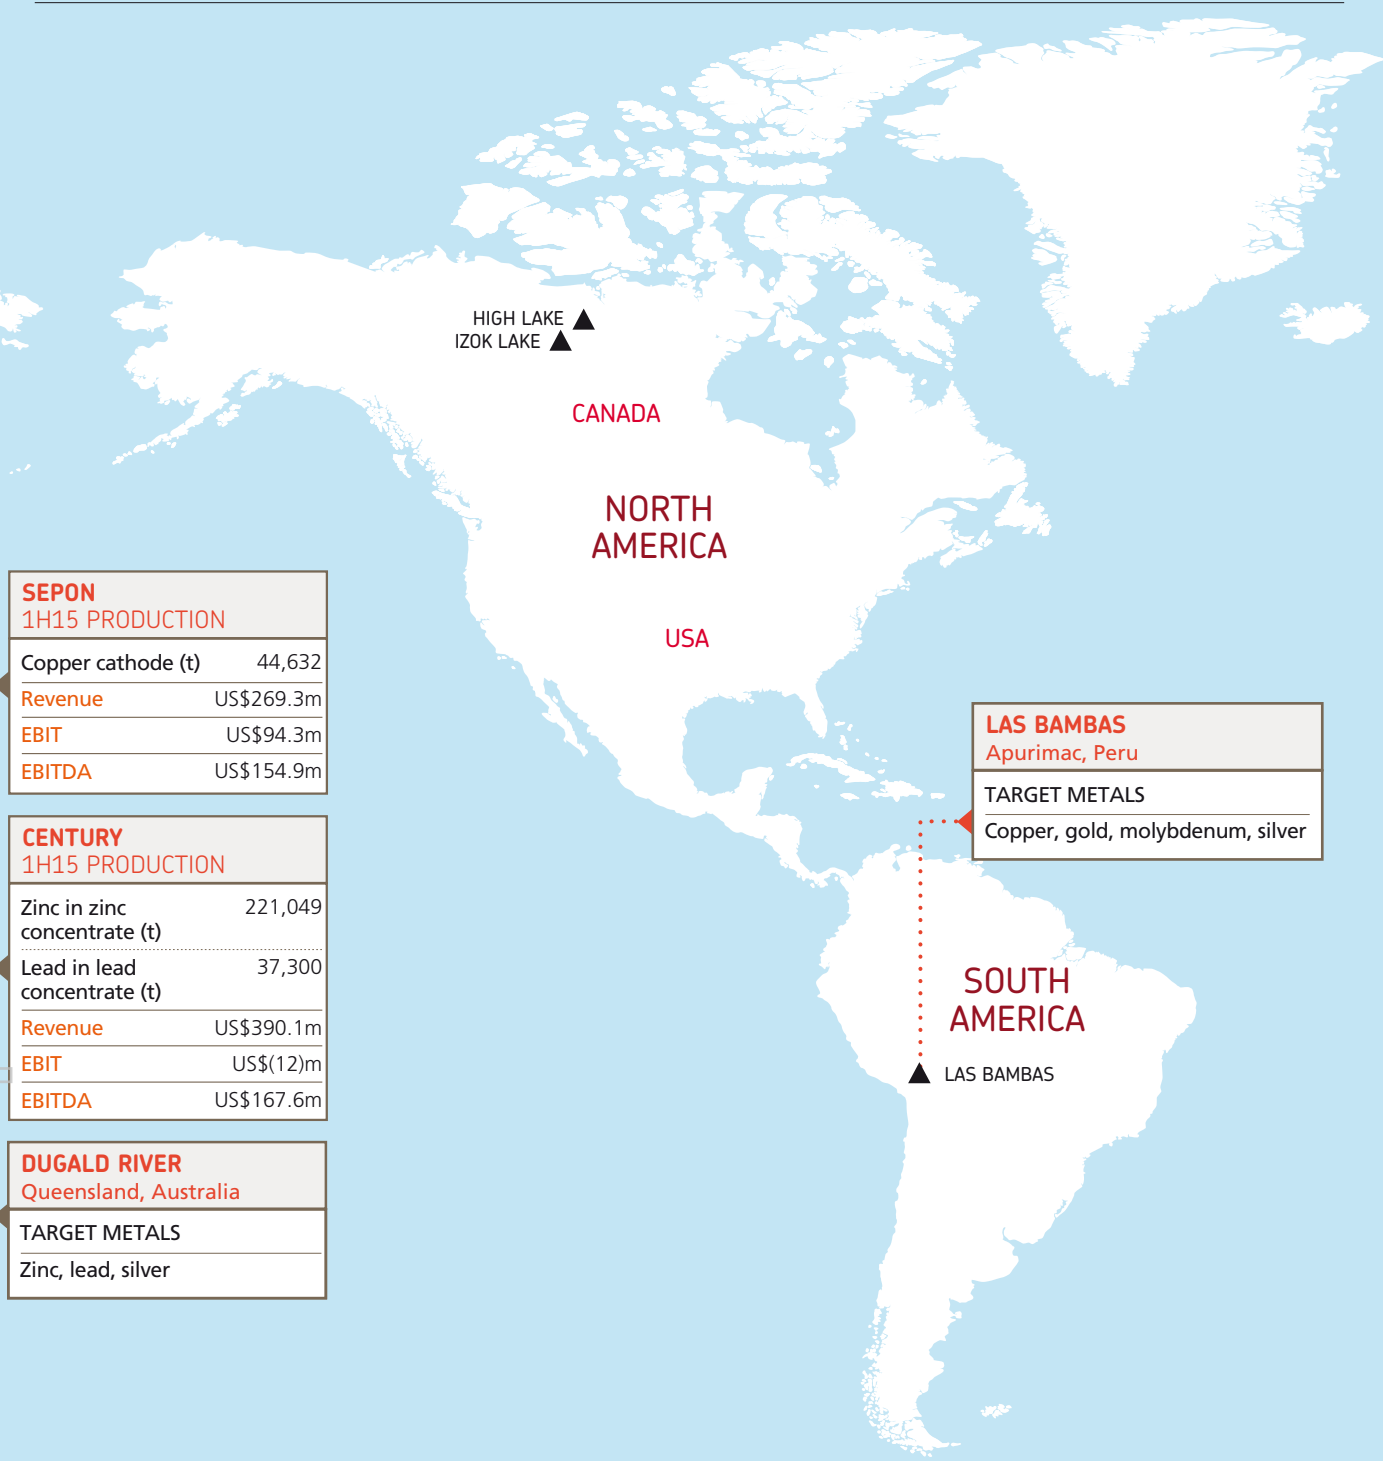 HIGH LAKE
IZOK LAKE
CANADA
NORTH
AMERICA
USA
SEPON
1H15 PRODUCTION
Copper cathode (t) 44,632
Revenue US$269.3m
EBIT US$94.3m
EBITDA US$154.9m
LAS BAMBAS
Apurimac, Peru
TARGET METALS
Copper, gold, molybdenum, silver
CENTURY
1H15 PRODUCTION
Zinc in zinc 221,049
concentrate (t)
Lead in lead 37,300
concentrate (t)
Revenue US$390.1m
EBIT US$(12)m
EBITDA US$167.6m
SOUTH
AMERICA
LAS BAMBAS
DUGALD RIVER
Queensland, Australia
TARGET METALS
Zinc, lead, silver